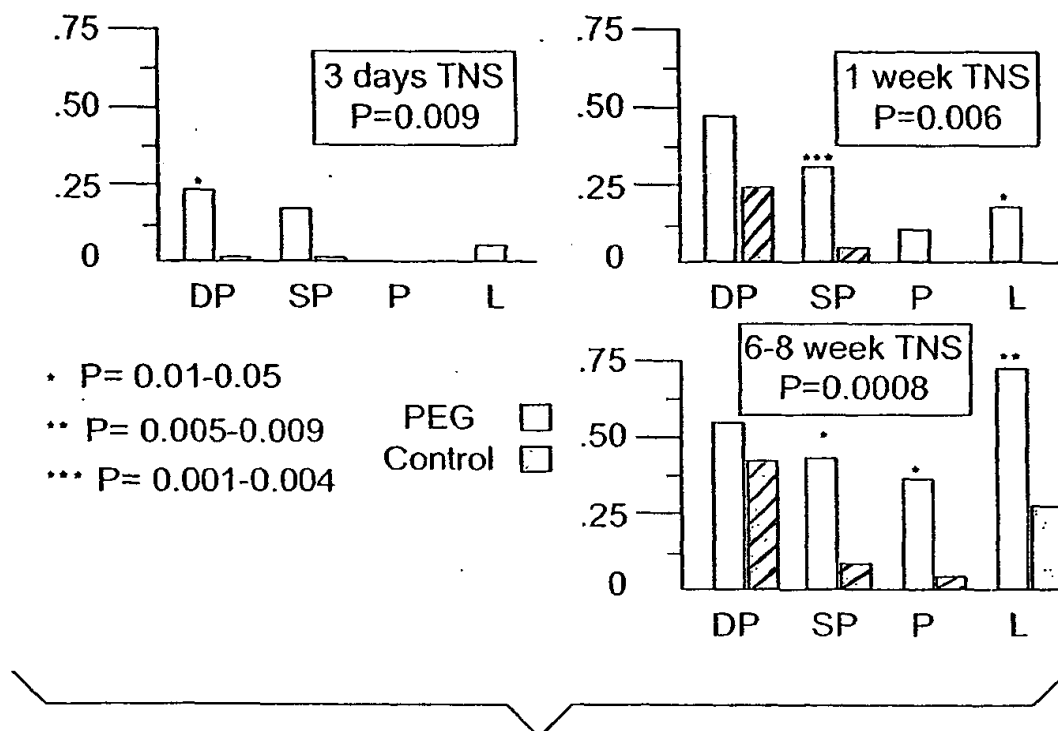 .75
.50
.25
0
3 days TNS
P=0.009
DP SP P L
*
.75
.50
.25
0
1 week TNS
P=0.006
***
*
DP SP P L
* P= 0.01-0.05
** P= 0.005-0.009
*** P= 0.001-0.004
PEG
Control
.75
.50
.25
0
6-8 week TNS
P=0.0008
**
*
*
DP SP P L